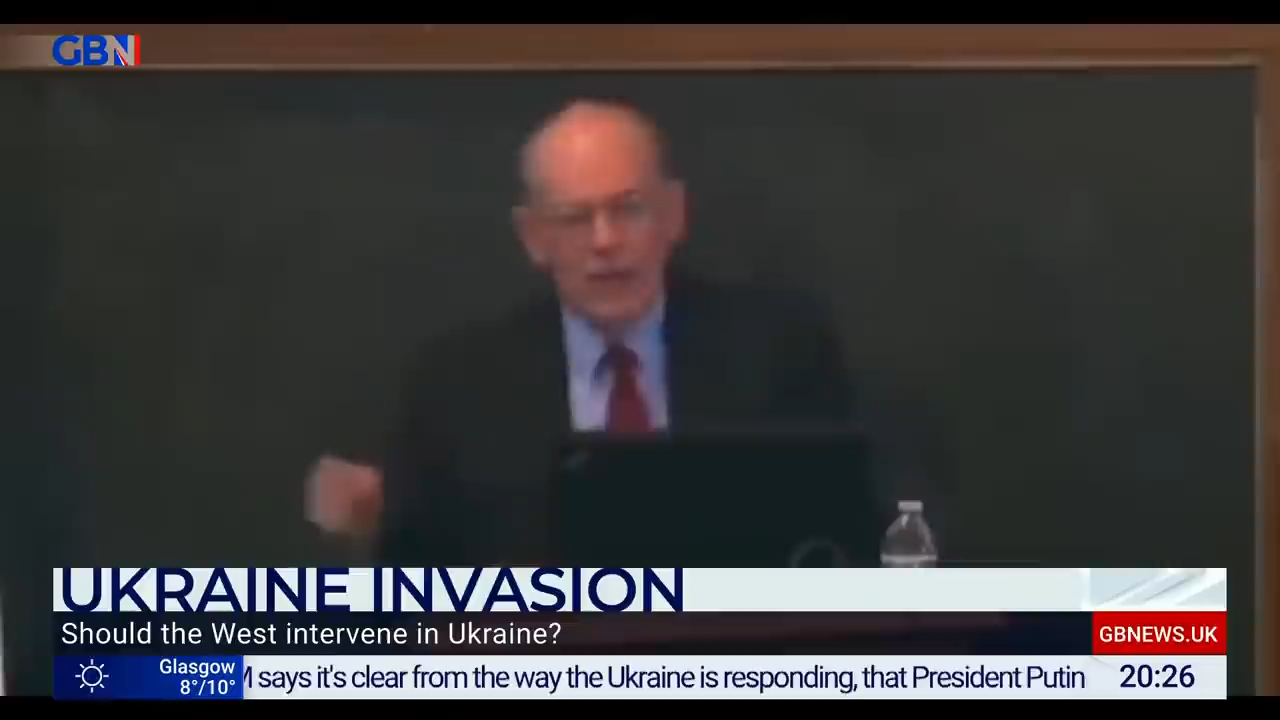 GBN
UKRAINE INVASION
Should the West intervene in Ukraine?
GBNEWS.UK
Glasgow
8°/10°
says it's clear from the way the Ukraine is responding, that President Putin
20:26